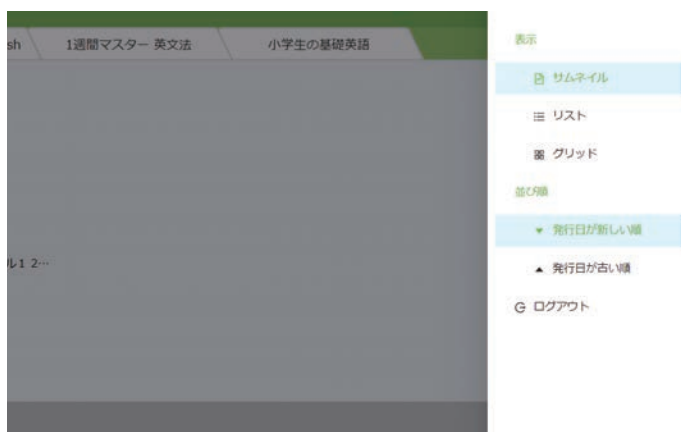 sh
1週間マスター 英文法
小学生の基礎英語
ル1 2…
表示
サムネイル
リスト
グリッド
並び順
発行日が新しい順
発行日が古い順
ログアウト